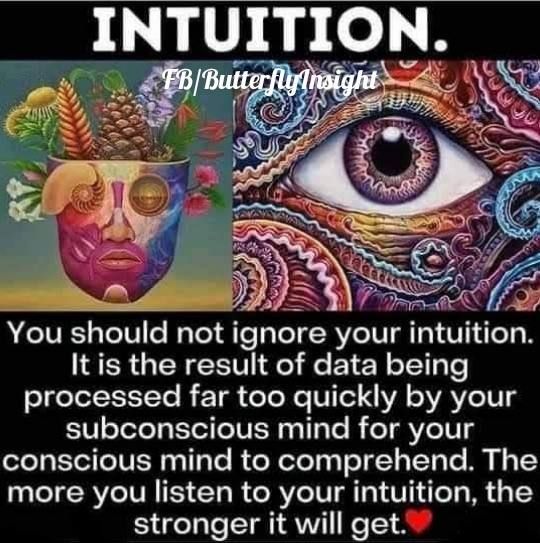 INTUITION.
FB/ButterflyInsight
You should not ignore your intuition.
It is the result of data being
processed far too quickly by your
subconscious mind for your
conscious mind to comprehend. The
more you listen to your intuition, the
stronger it will get.❤